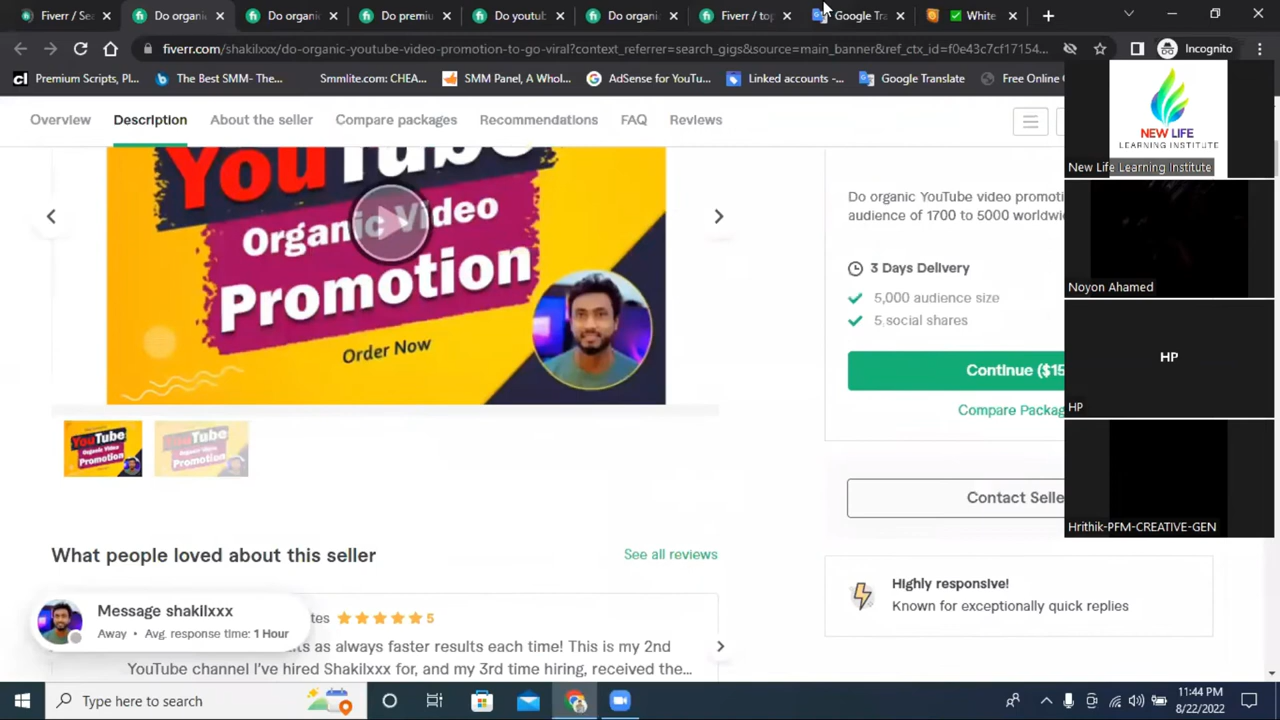 Fiverr / Se
Do organic
Do organi
Do premiu
Do youtub
Do organi
Fiverr / top
Google Tra
White
fiverr.com/shakilxxx/do-organic-youtube-video-promotion-to-go-viral?context_referrer=search_gigs&source=main_banner&ref_ctx_id=f0e43c7cf17154...
Incognito
Premium Scripts, Pl...
The Best SMM- The...
Smmlite.com: CHEA...
SMM Panel, A Whol...
AdSense for YouTu...
Linked accounts -...
Google Translate
Free Online
Overview
Description
About the seller
Compare packages
Recommendations
FAQ
Reviews
YouTube
Organic Video
Promotion
Order Now
Do organic YouTube video promoti
audience of 1700 to 5000 worldwi
3 Days Delivery
5,000 audience size
5 social shares
Continue ($15
Compare Packag
Contact Selle
Highly responsive!
Known for exceptionally quick replies
NEW LIFE
LEARNING INSTITUTE
New Life Learning Institute
Noyon Ahamed
HP
HP
Hrithik-PFM-CREATIVE-GEN
What people loved about this seller
See all reviews
tes
5
ts as always faster results each time! This is my 2nd
YouTube channel I've hired Shakilxxx for, and my 3rd time hiring, received the...
Message shakilxxx
Away • Avg. response time: 1 Hour
Type here to search
11:44 PM
8/22/2022